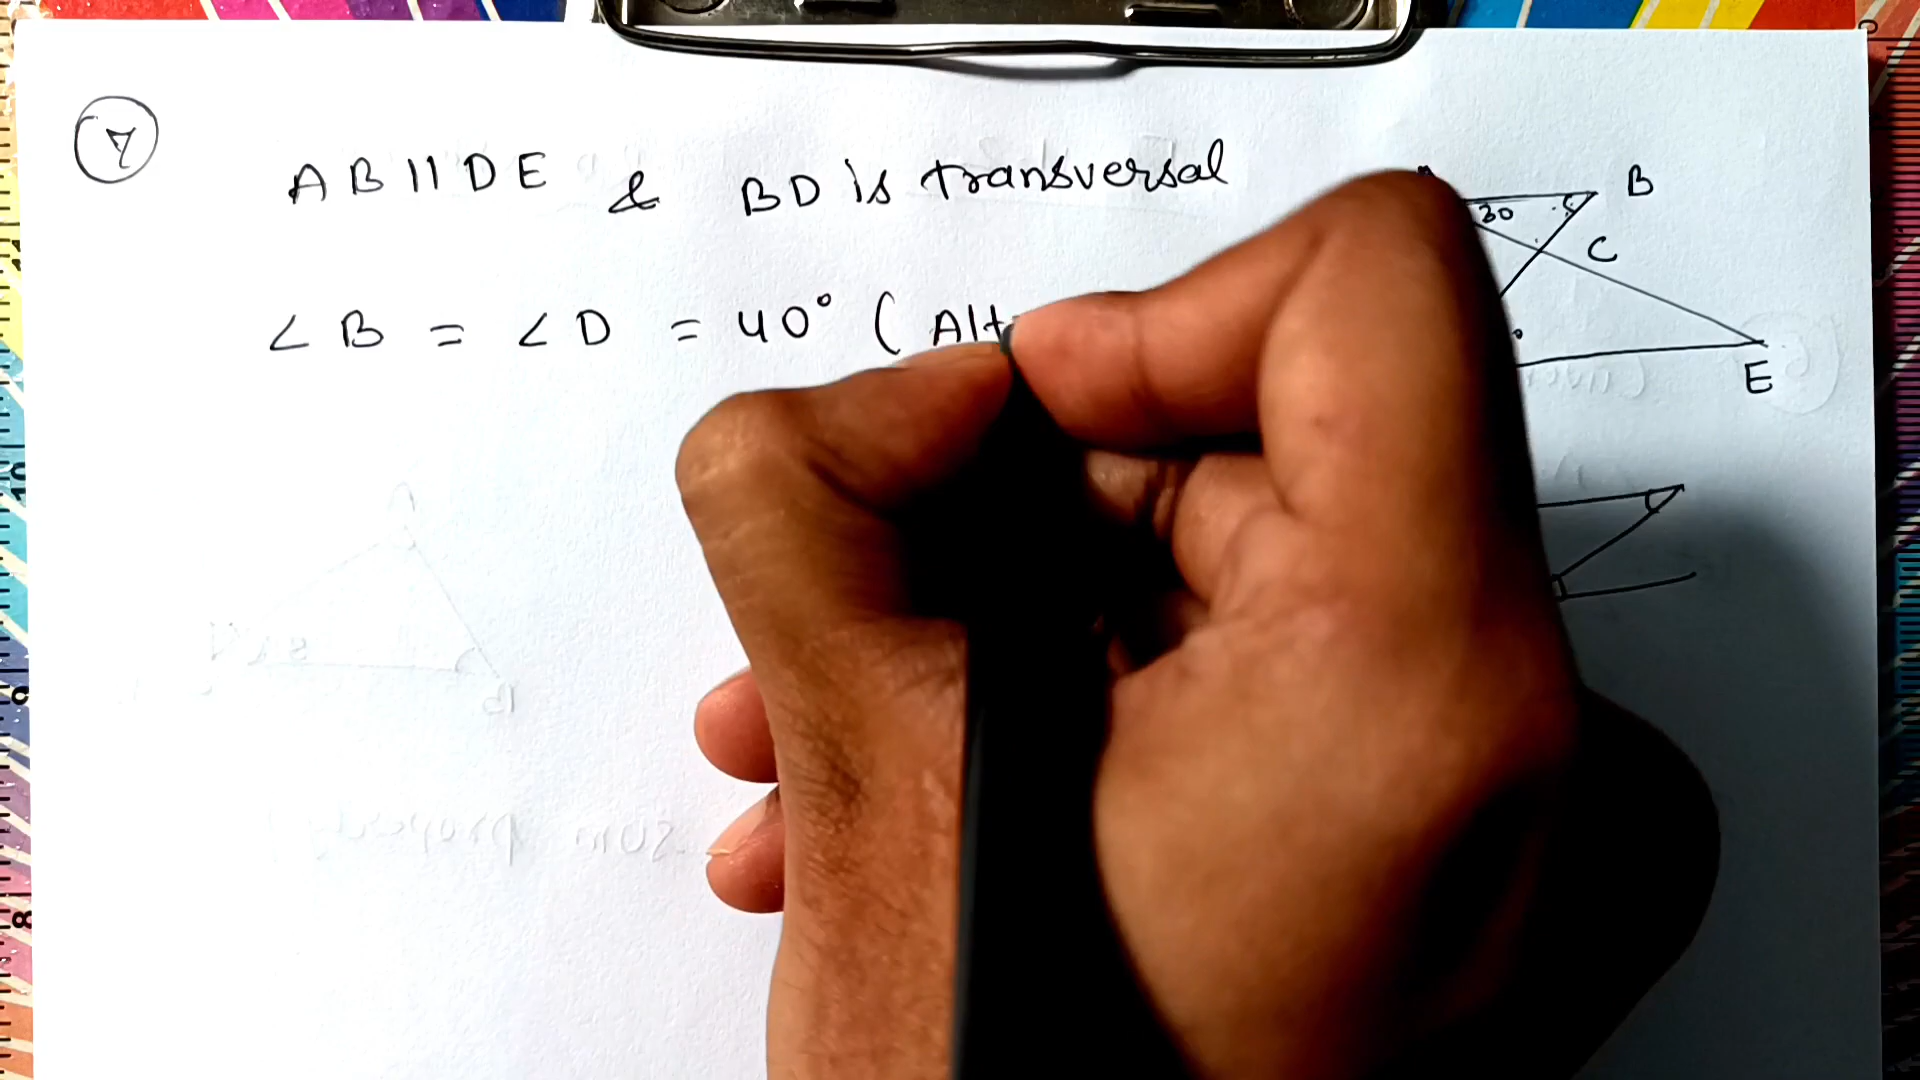 7
AB || DE & BD is transversal
∠B = ∠D = 40° ( Alt
B
30
C
E